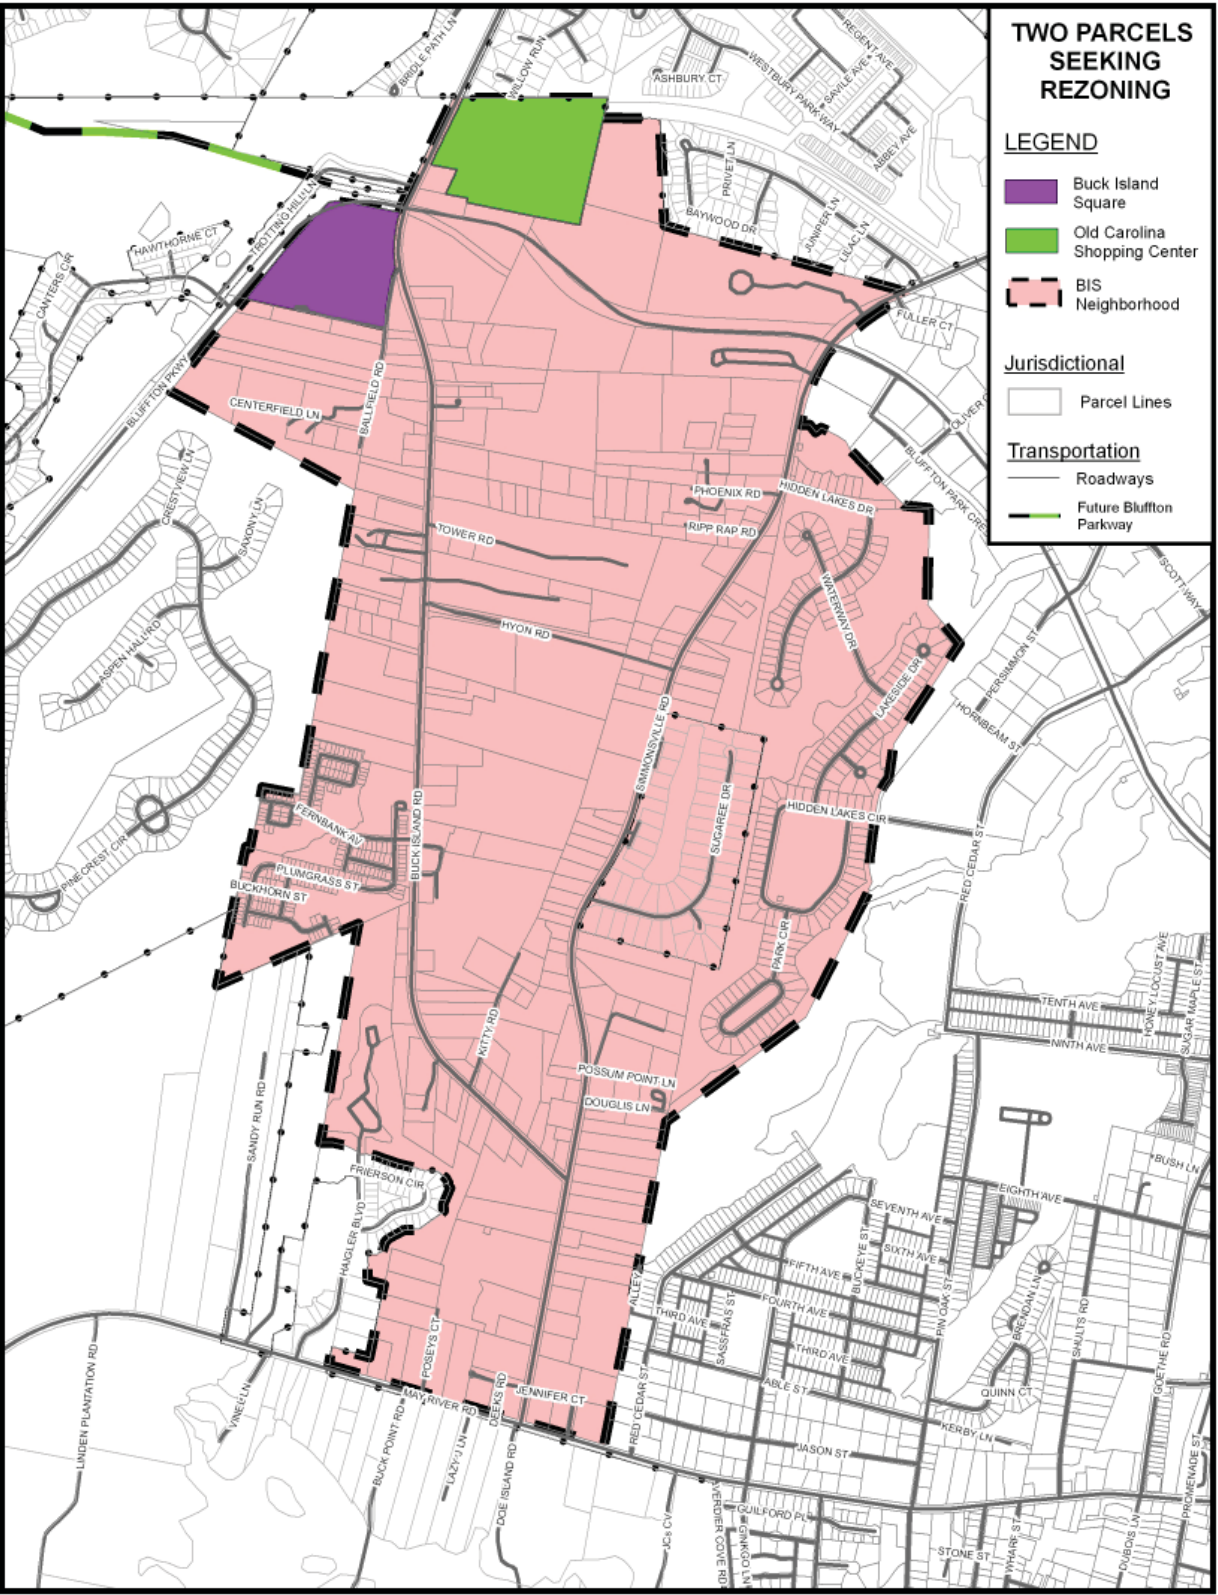 TWO PARCELS
SEEKING
REZONING
LEGEND
Buck Island
Square
Old Carolina
Shopping Center
BIS
Neighborhood
Jurisdictional
Parcel Lines
Transportation
Roadways
Future Bluffton
Parkway
BRIDLE PATH LN
WILLOW RUN
ASHBURY CT
WESTBURY PARK WAY
REGENT AVE
SAVILLE AVE
ABBEY AVE
PRIVET LN
BAYWOOD DR
JUNIPER LN
LILAC LN
TROTTING HILL LN
HAWTHORNE CT
CANTERS CIR
BLUFFTON PKWY
FULLER CT
CENTERFIELD LN
BALLFIELD RD
BLUFFTON PARK CRE
CRESTVIEW LN
SAXONY LN
PHOENIX RD
HIDDEN LAKES DR
RIPP RAP RD
TOWER RD
SCOTT WAY
WATERWAY DR
HYON RD
ASPEN HALL RD
PERSIMMON ST
LAKESIDE DR
HORNBEAM ST
SIMMONSVILLE RD
SUGAREE DR
HIDDEN LAKES CIR
BUCK ISLAND RD
FERNBANK AV
PINECREST CIR
PLUMGRASS ST
BUCKHORN ST
RED CEDAR ST
PARK CIR
HONEY LOCUST AVE
SUGAR MAPLE ST
TENTH AVE
NINTH AVE
KITTY RD
POSSUM POINT LN
DOUGLIS LN
SANDY RUN RD
FRIERSON CIR
HAIGLER BLVD
BUSH LN
EIGHTH AVE
SEVENTH AVE
SIXTH AVE
BUCKEYE ST
FIFTH AVE
FOURTH AVE
THIRD AVE
THIRD AVE
SASSFRAS ST
ALLEY
PIN OAK ST
BRENDAN LN
SHULTS RD
GOETHE RD
POSEYS CT
JENNIFER CT
DEEKS RD
MAY RIVER RD
LINDEN PLANTATION RD
VINEL LN
BUCK POINT RD
LAZY J LN
DOE ISLAND RD
RED CEDAR ST
ABLE ST
QUINN CT
KERBY LN
JASON ST
PROMENADE ST
JCs CV
VERDIER COVE RD
GINKGO LN
GUILFORD PL
STONE ST
WHARF ST
DUBOIS LN